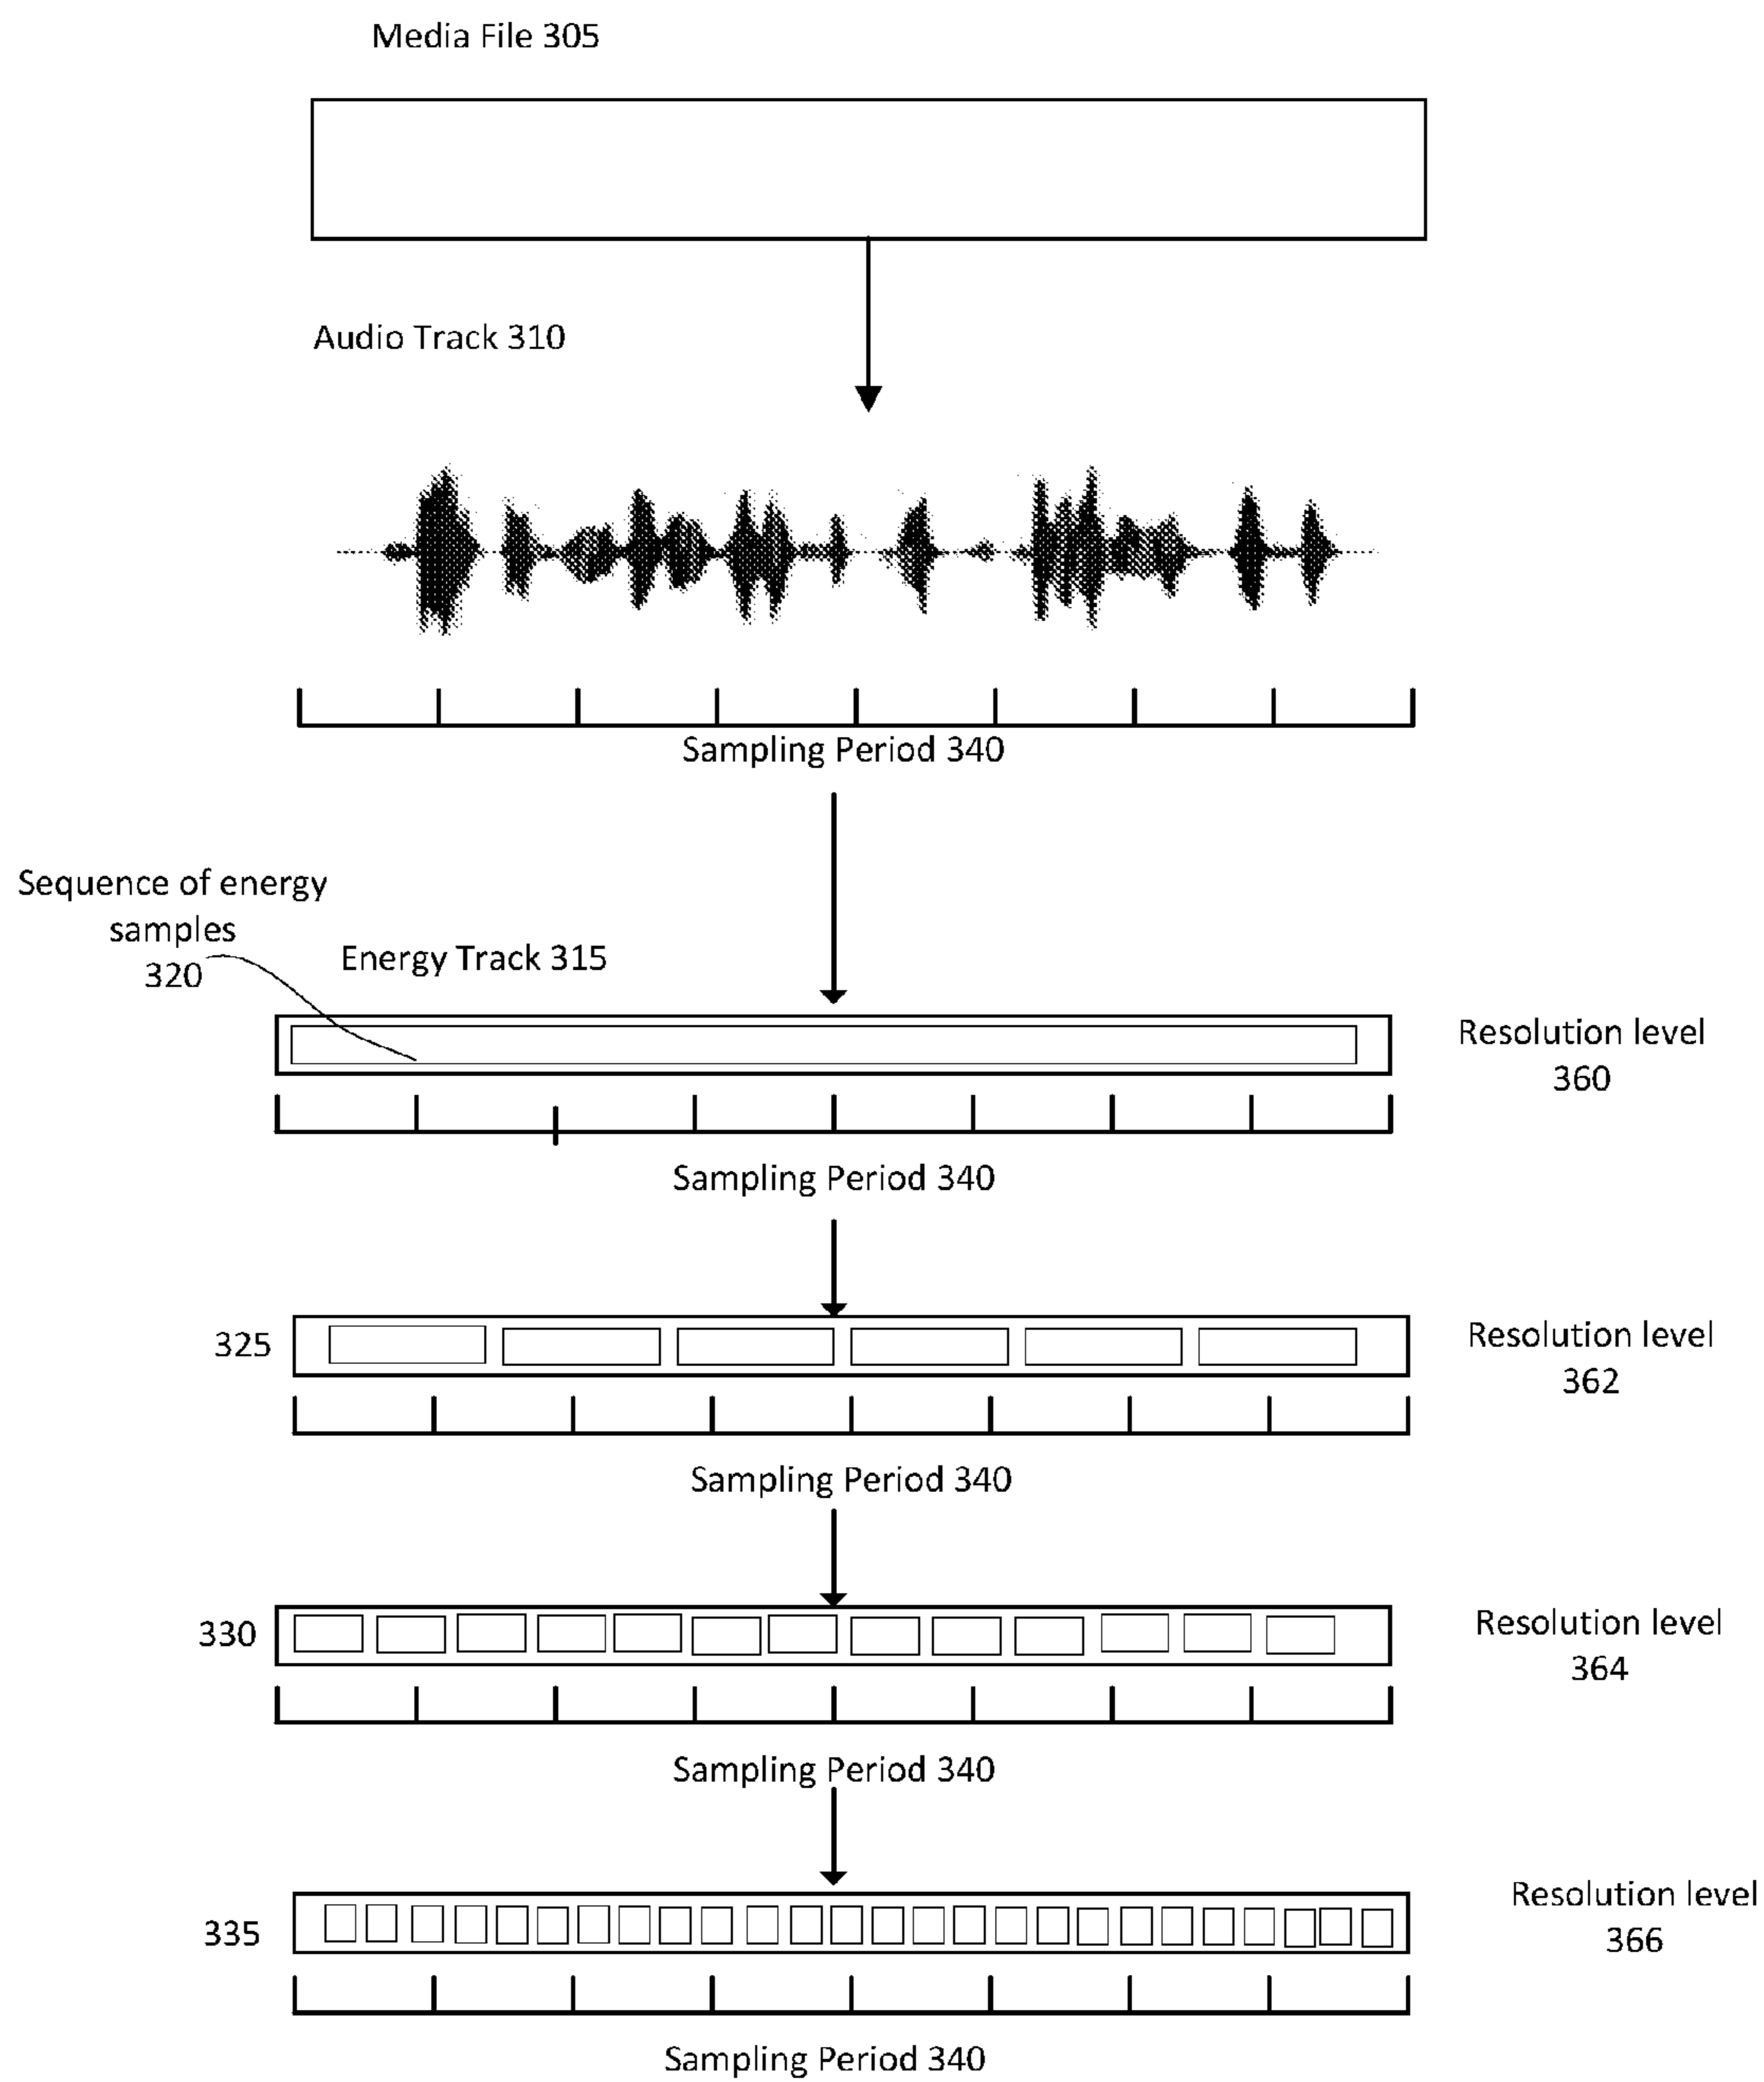 Media File 305
Audio Track 310
Sampling Period 340
Sequence of energy
samples
320
Energy Track 315
Resolution level
360
Sampling Period 340
325
Resolution level
362
Sampling Period 340
330
Resolution level
364
Sampling Period 340
335
Resolution level
366
Sampling Period 340